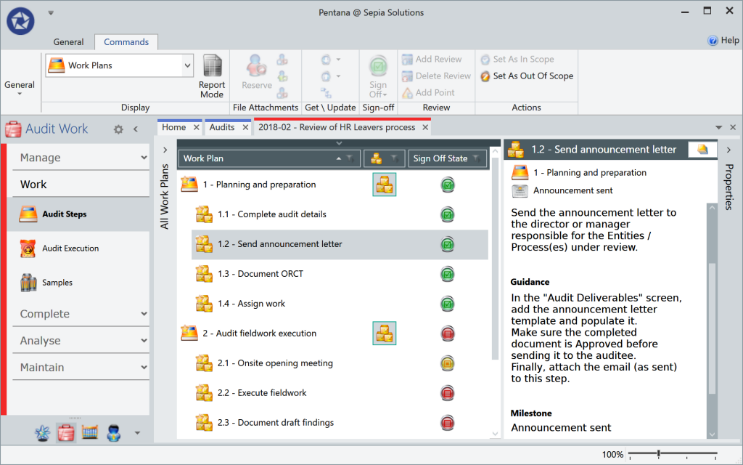 Pentana @ Sepia Solutions
General
Commands
Help
General
Work Plans
Report
Mode
Display
Reserve
File Attachments
Get \ Update
Sign
Off
Sign-off
Add Review
Delete Review
Add Point
Review
Set As In Scope
Set As Out Of Scope
Actions
Audit Work
Manage
Work
Audit Steps
Audit Execution
Samples
Complete
Analyse
Maintain
Home
Audits
2018-02 - Review of HR Leavers process
All Work Plans
Work Plan
Sign Off State
1 - Planning and preparation
1.1 - Complete audit details
1.2 - Send announcement letter
1.3 - Document ORCT
1.4 - Assign work
2 - Audit fieldwork execution
2.1 - Onsite opening meeting
2.2 - Execute fieldwork
2.3 - Document draft findings
1.2 - Send announcement letter
1 - Planning and preparation
Announcement sent
Send the announcement letter to
the director or manager
responsible for the Entities /
Process(es) under review.
Guidance
In the "Audit Deliverables" screen,
add the announcement letter
template and populate it.
Make sure the completed
document is Approved before
sending it to the auditee.
Finally, attach the email (as sent)
to this step.
Milestone
Announcement sent
Properties
100%